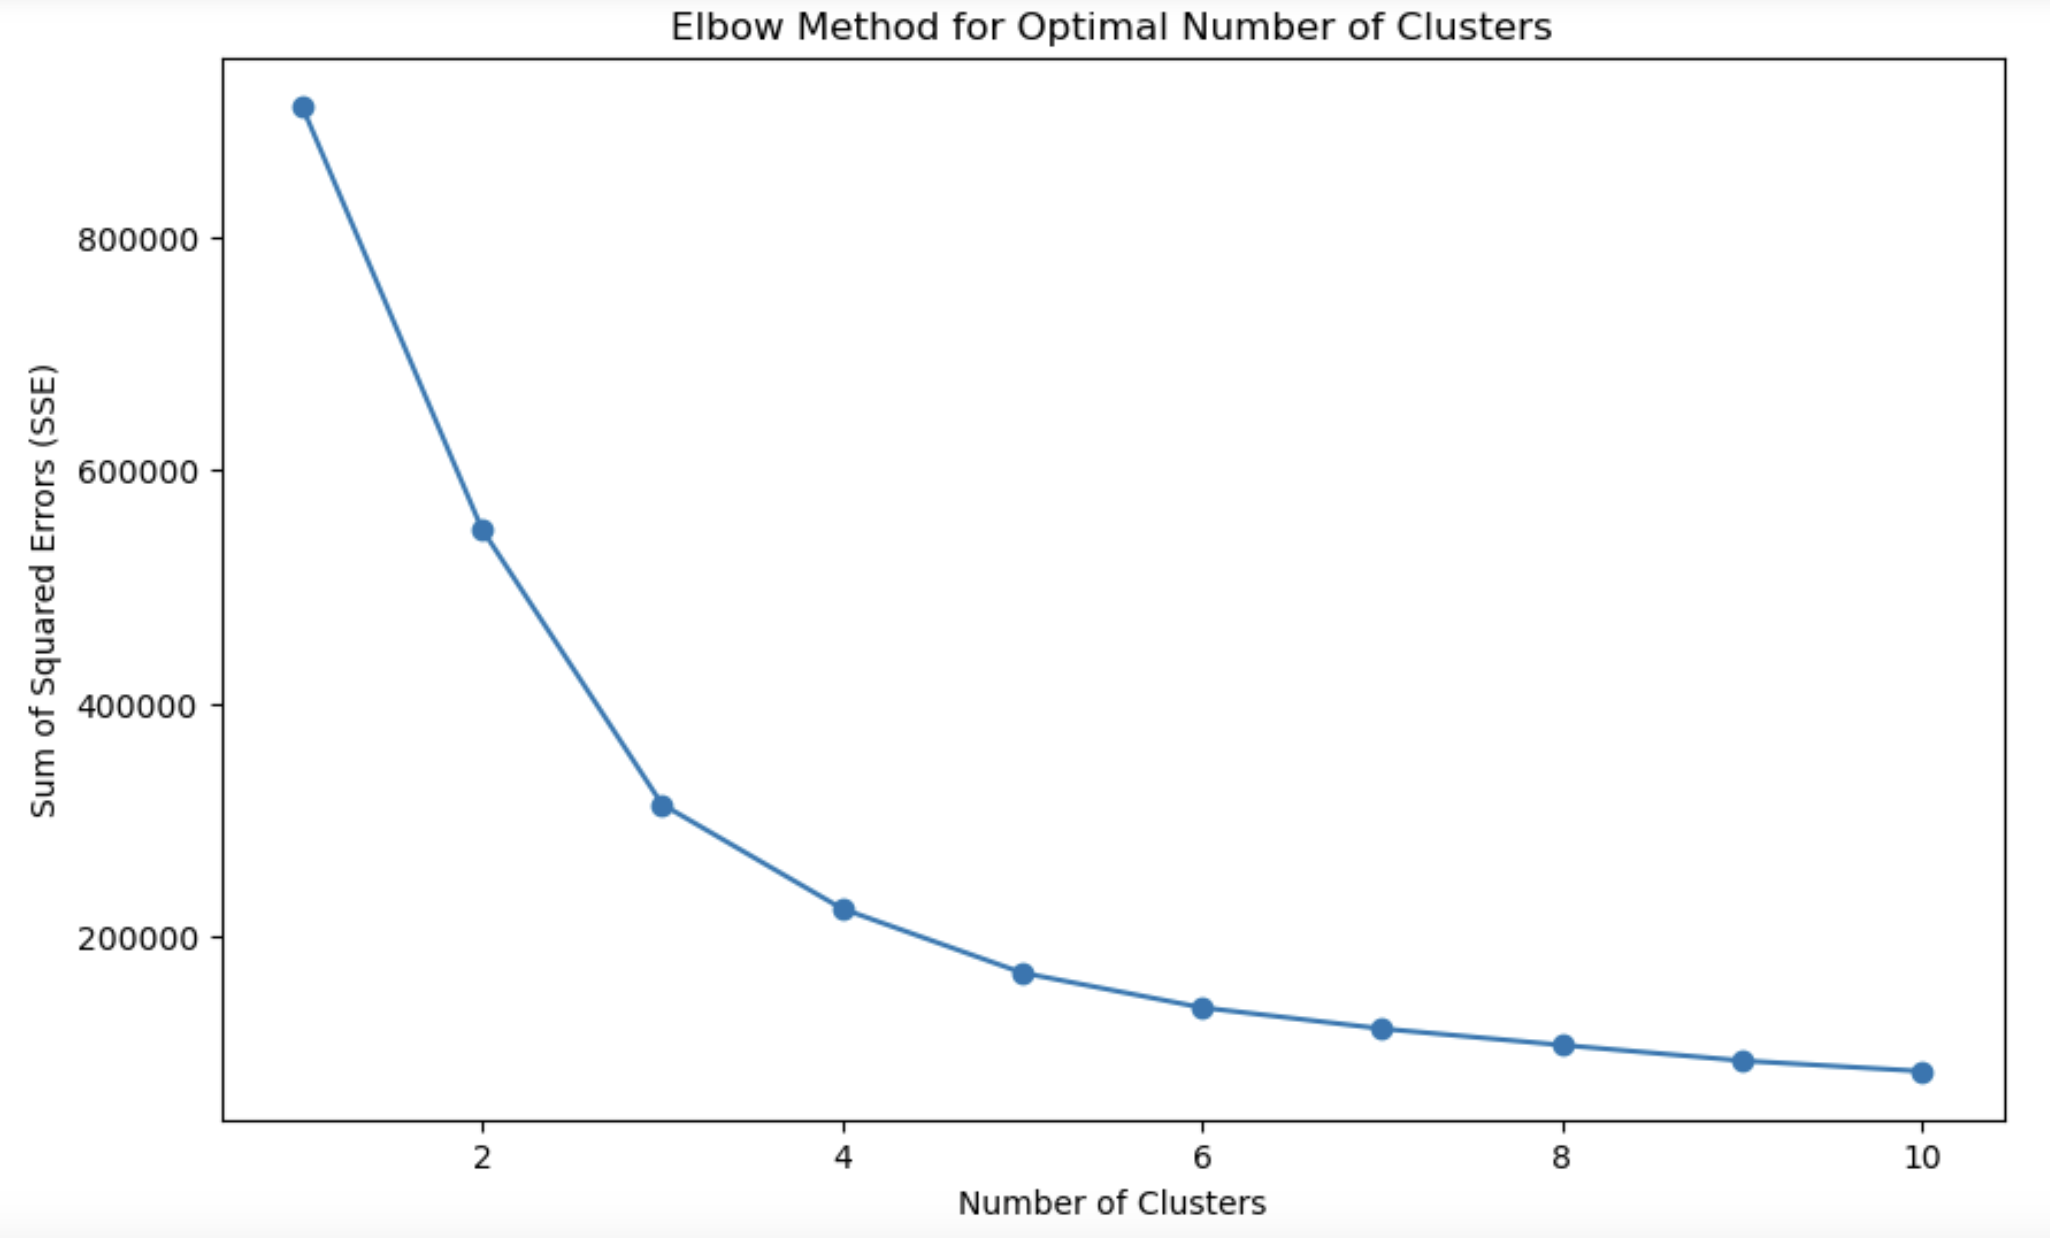 Elbow Method for Optimal Number of Clusters
Sum of Squared Errors (SSE)
800000
600000
400000
200000
2 4 6 8 10
Number of Clusters